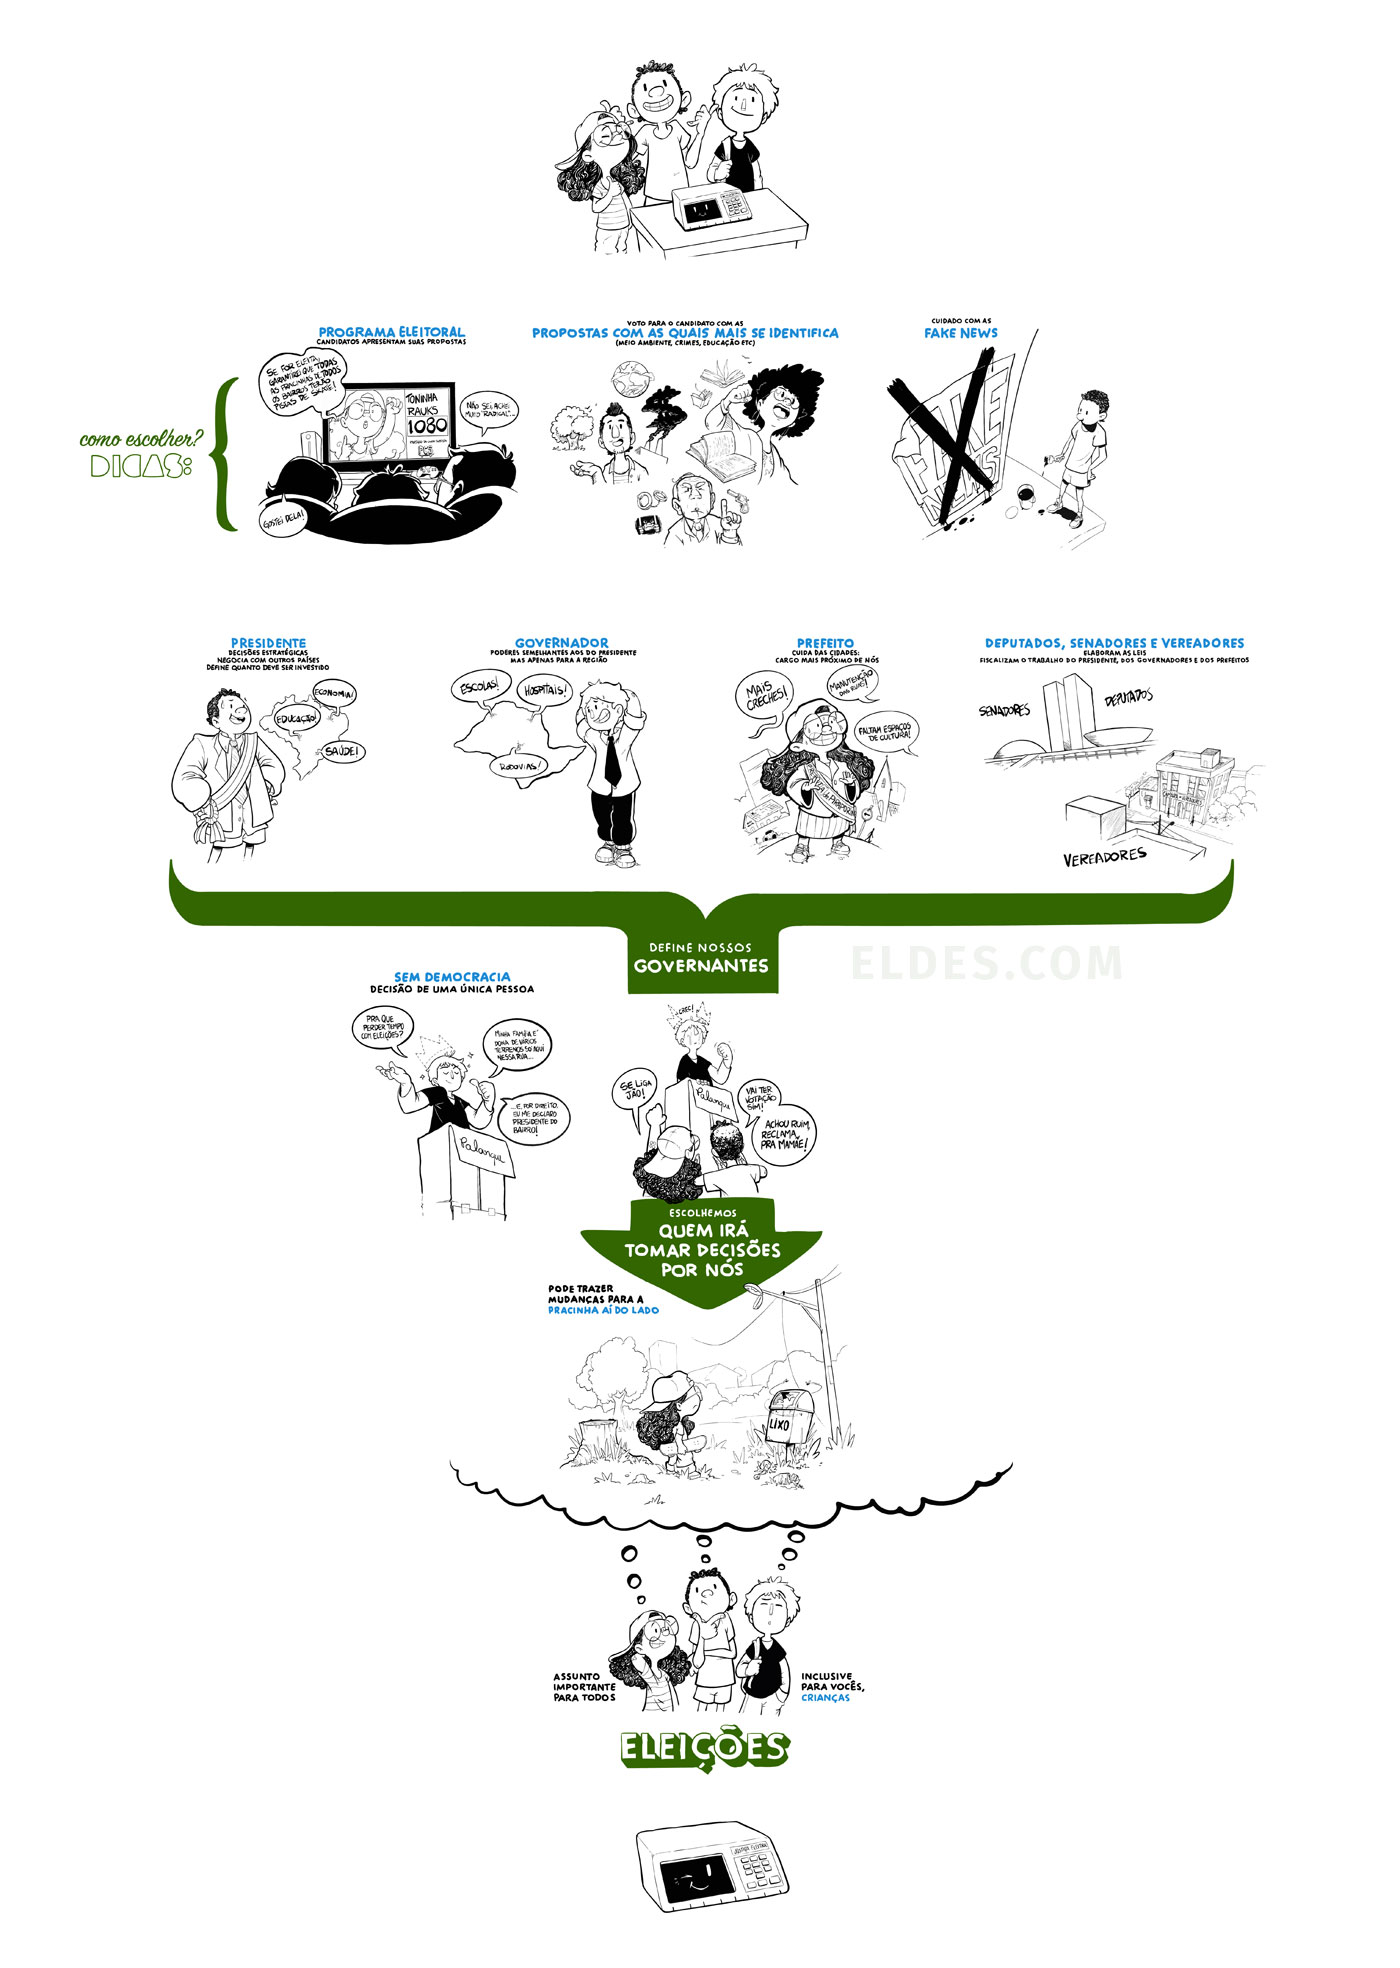 PROGRAMA ELEITORAL
CANDIDATOS APRESENTAM SUAS PROPOSTAS
SE FOR ELEITA,
GARANTIREI QUE TODAS
AS PRACINHAS DE TODOS
OS BAIRROS TERÃO
PISTAS DE SKATE!
TONINHA
RAUKS
1080
NÃO SEI, ACHEI
MUITO "RADICAL"...
GOSTEI DELA!
como escolher?
DICAS:
VOTO PARA O CANDIDATO COM AS
PROPOSTAS COM AS QUAIS MAIS SE IDENTIFICA
(MEIO AMBIENTE, CRIMES, EDUCAÇÃO ETC)
CUIDADO COM AS
FAKE NEWS
FAKE
NEWS
PRESIDENTE
DECISÕES ESTRATÉGICAS
NEGOCIA COM OUTROS PAÍSES
DEFINE QUANTO DEVE SER INVESTIDO
ECONOMIA!
EDUCAÇÃO!
SAÚDE!
GOVERNADOR
PODERES SEMELHANTES AOS DO PRESIDENTE
MAS APENAS PARA A REGIÃO
ESCOLAS!
HOSPITAIS!
RODOVIAS!
PREFEITO
CUIDA DAS CIDADES:
CARGO MAIS PRÓXIMO DE NÓS
MAIS
CRECHES!
MANUTENÇÃO
DAS RUAS!
FALTAM ESPAÇOS
DE CULTURA!
DEPUTADOS, SENADORES E VEREADORES
ELABORAM AS LEIS
FISCALIZAM O TRABALHO DO PRESIDENTE, DOS GOVERNADORES E DOS PREFEITOS
SENADORES
DEPUTADOS
VEREADORES
DEFINE NOSSOS
GOVERNANTES
ELDES.COM
SEM DEMOCRACIA
DECISÃO DE UMA ÚNICA PESSOA
PRA QUE
PERDER TEMPO
COM ELEIÇÕES?
MINHA FAMÍLIA É
DONA DE VÁRIOS
TERRENOS SÓ AQUI
NESSA RUA...
...E, POR DIREITO,
EU ME DECLARO
PRESIDENTE DO
BAIRRO!
Palanque
CREC!
SE LIGA
JÃO!
VAI TER
VOTAÇÃO
SIM!
ACHOU RUIM,
RECLAMA,
PRA MAMÃE!
Palanque
ESCOLHEMOS
QUEM IRÁ
TOMAR DECISÕES
POR NÓS
PODE TRAZER
MUDANÇAS PARA A
PRACINHA AÍ DO LADO
LIXO
ASSUNTO
IMPORTANTE
PARA TODOS
INCLUSIVE
PARA VOCÊS,
CRIANÇAS
ELEIÇÕES